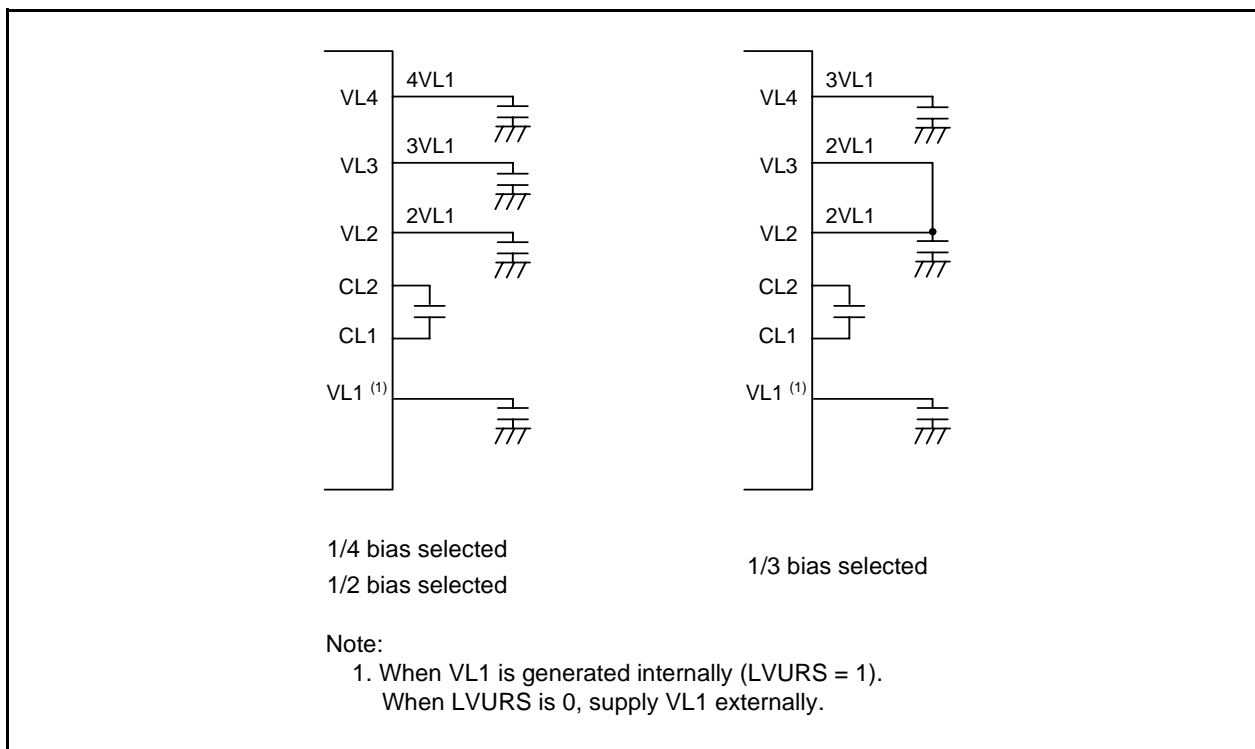 VL4
4VL1
VL3
3VL1
VL2
2VL1
CL2
CL1
VL1 (1)
1/4 bias selected
1/2 bias selected
VL4
3VL1
VL3
2VL1
VL2
2VL1
CL2
CL1
VL1 (1)
1/3 bias selected
Note:
1. When VL1 is generated internally (LVURS = 1).
When LVURS is 0, supply VL1 externally.